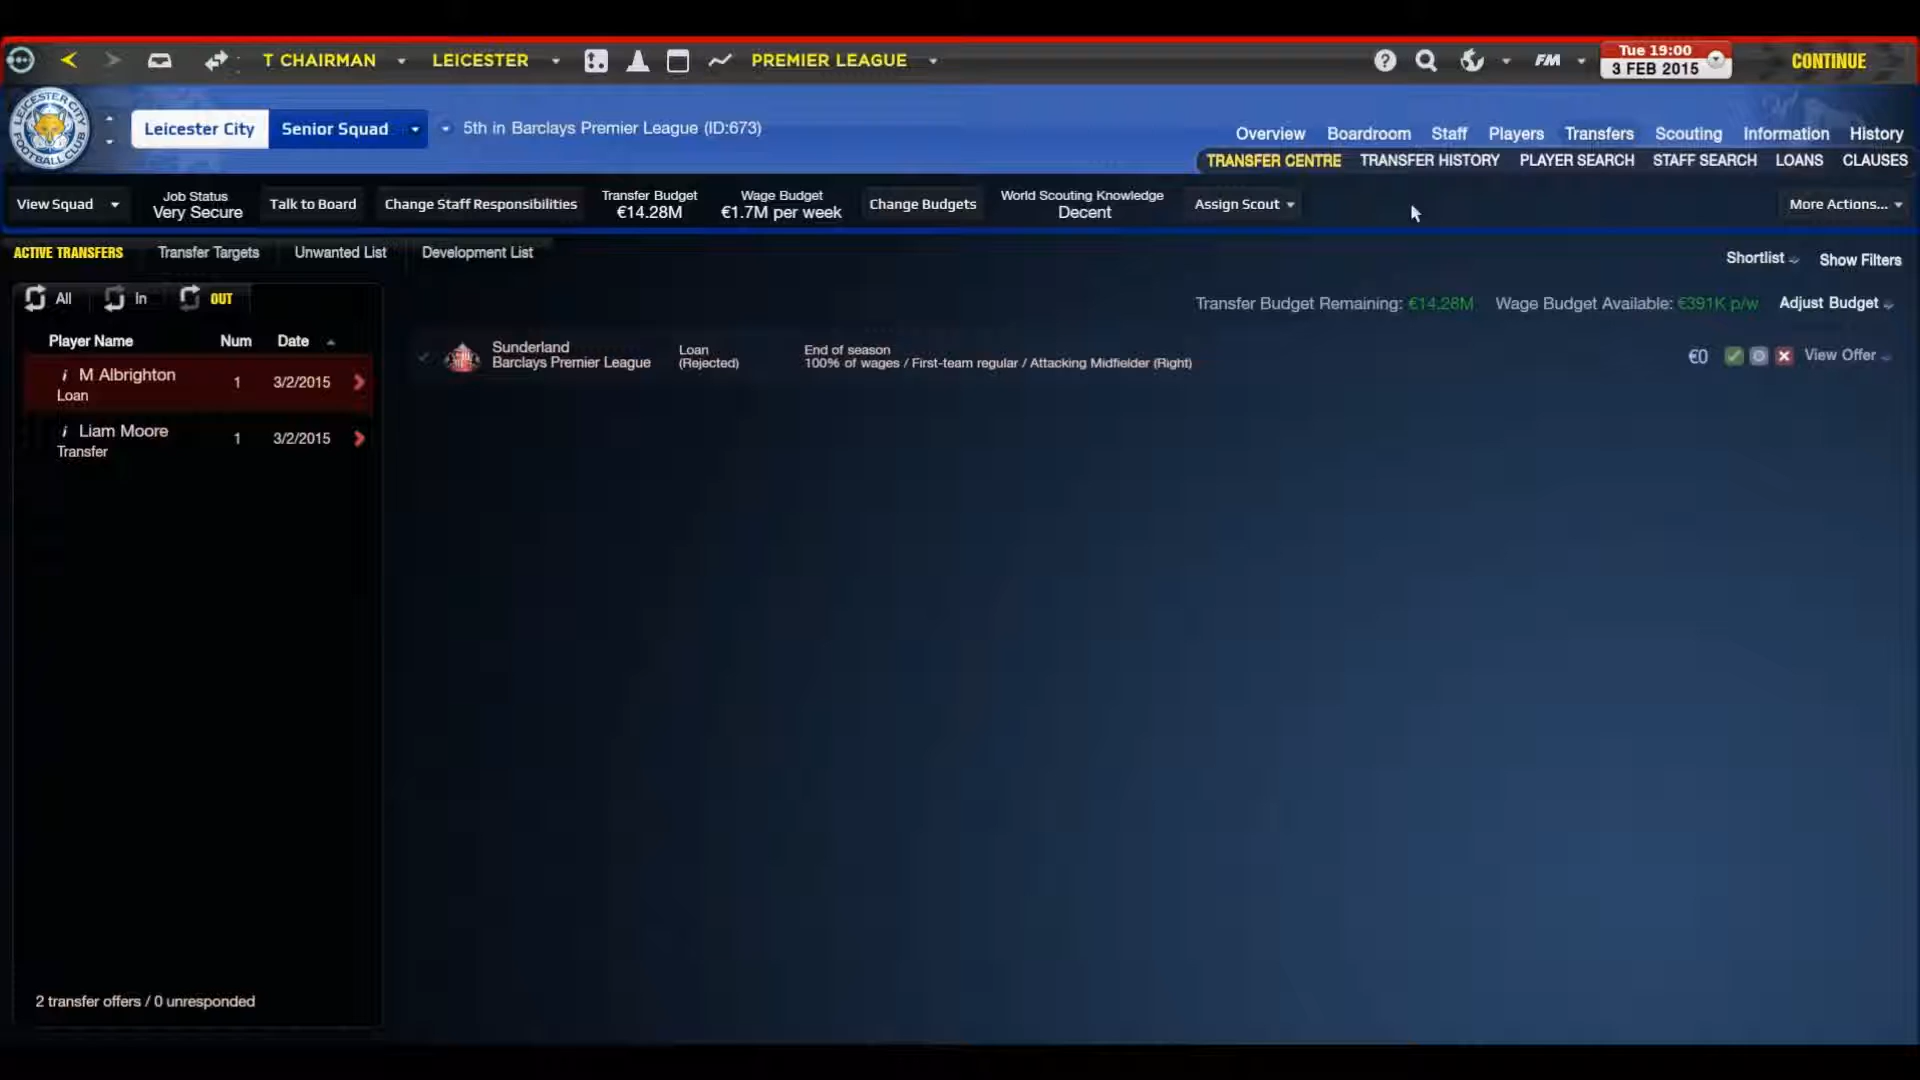 T CHAIRMAN
LEICESTER
PREMIER LEAGUE
?
FM
Tue 19:00
3 FEB 2015
CONTINUE
LEICESTER CITY
FOOTBALL CLUB
Leicester City
Senior Squad
5th in Barclays Premier League (ID:673)
Overview Boardroom Staff Players Transfers Scouting Information History
TRANSFER CENTRE TRANSFER HISTORY PLAYER SEARCH STAFF SEARCH LOANS CLAUSES
View Squad
Job Status
Very Secure
Talk to Board
Change Staff Responsibilities
Transfer Budget
€14.28M
Wage Budget
€1.7M per week
Change Budgets
World Scouting Knowledge
Decent
Assign Scout
More Actions...
ACTIVE TRANSFERS Transfer Targets Unwanted List Development List
Shortlist Show Filters
All In OUT
Transfer Budget Remaining: €14.28M Wage Budget Available: €391K p/w Adjust Budget
Player Name Num Date
i M Albrighton 1 3/2/2015
Loan
i Liam Moore 1 3/2/2015
Transfer
Sunderland
Barclays Premier League
Loan
(Rejected)
End of season
100% of wages / First-team regular / Attacking Midfielder (Right)
€0 View Offer
2 transfer offers / 0 unresponded